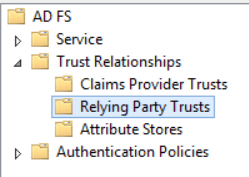 AD FS
Service
Trust Relationships
Claims Provider Trusts
Relying Party Trusts
Attribute Stores
Authentication Policies